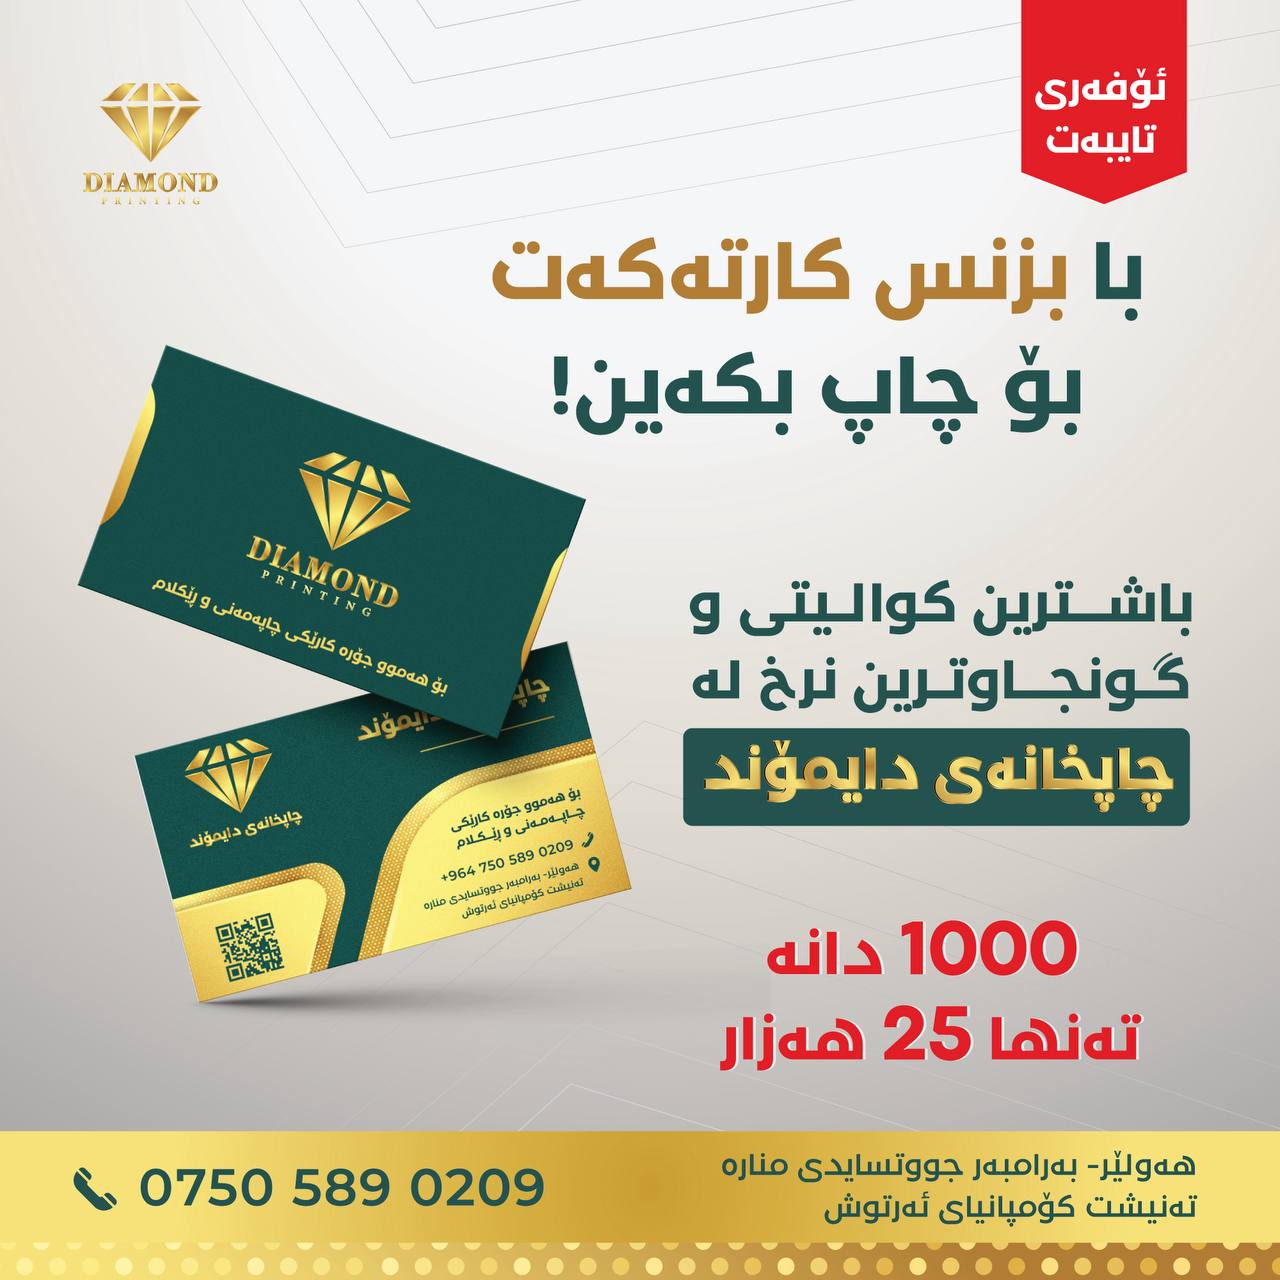 DIAMOND
PRINTING
ئۆفەری
تایبەت
با بزنس کارتەکەت
بۆ چاپ بکەین!
DIAMOND
PRINTING
بۆ هەموو جۆرە کارێکی چاپەمەنی و ڕێکلام
باشترین کوالیتی و
گونجاوترین نرخ لە
چاپخانەی دایمۆند
دایمۆند
چاپخانەی دایمۆند
بۆ هەموو جۆرە کارێکی
چاپەمەنی و ڕێکلام
+964 750 589 0209
هەولێر- بەرامبەر جووتسایدی منارە
تەنیشت کۆمپانیای ئەرتوش
1000 دانە
تەنها 25 هەزار
0750 589 0209
هەولێر- بەرامبەر جووتسایدی منارە
تەنیشت کۆمپانیای ئەرتوش